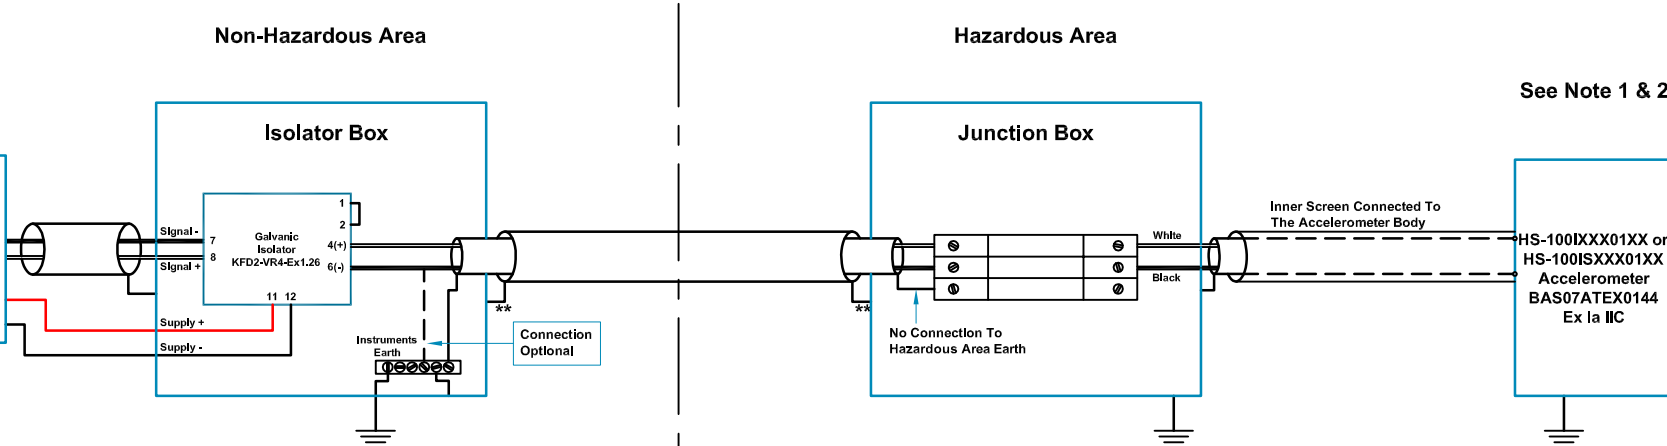 Non-Hazardous Area
Hazardous Area
See Note 1 & 2
Isolator Box
Junction Box
Signal -
7
8
Signal +
Galvanic
Isolator
KFD2-VR4-Ex1.26
1
2
4(+)
6(-)
11 12
Supply +
Supply -
Instruments
Earth
Connection
Optional
**
**
No Connection To
Hazardous Area Earth
White
Black
Inner Screen Connected To
The Accelerometer Body
HS-100IXXX01XX or
HS-100ISXXX01XX
Accelerometer
BAS07ATEX0144
Ex Ia IIC